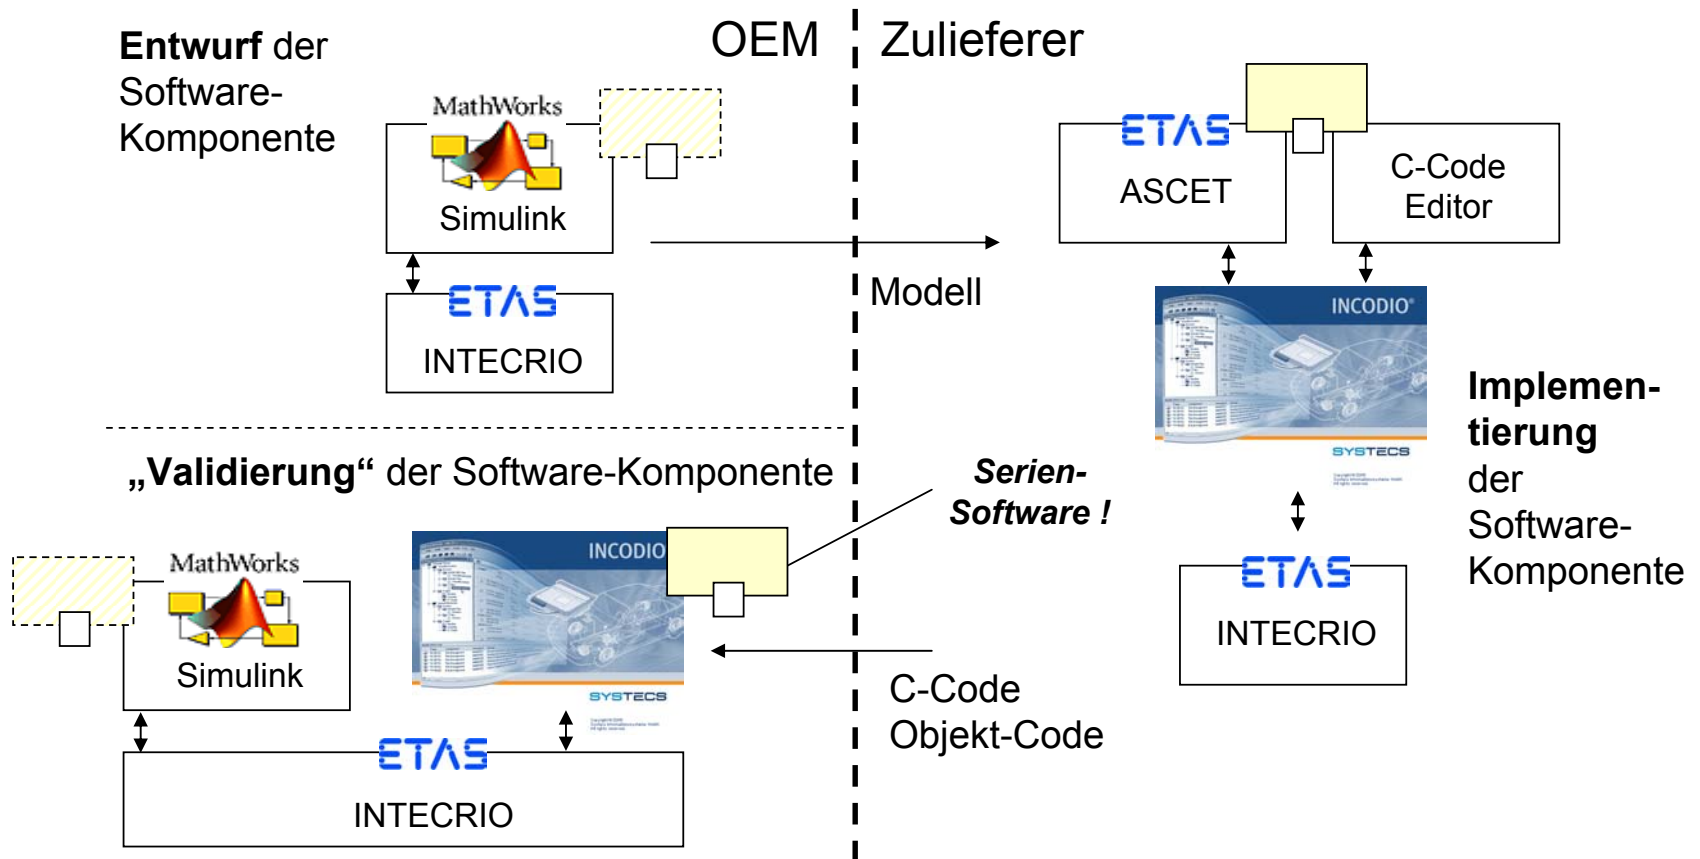 OEM
Zulieferer
Entwurf der
Software-
Komponente
MathWorks
Simulink
ETAS
INTECRIO
Modell
ETAS
ASCET
C-Code
Editor
INCODIO®
SYSTECS
Implemen-
tierung
der
Software-
Komponente
ETAS
INTECRIO
„Validierung“ der Software-Komponente
Serien-
Software !
MathWorks
Simulink
INCODIO
SYSTECS
C-Code
Objekt-Code
ETAS
INTECRIO